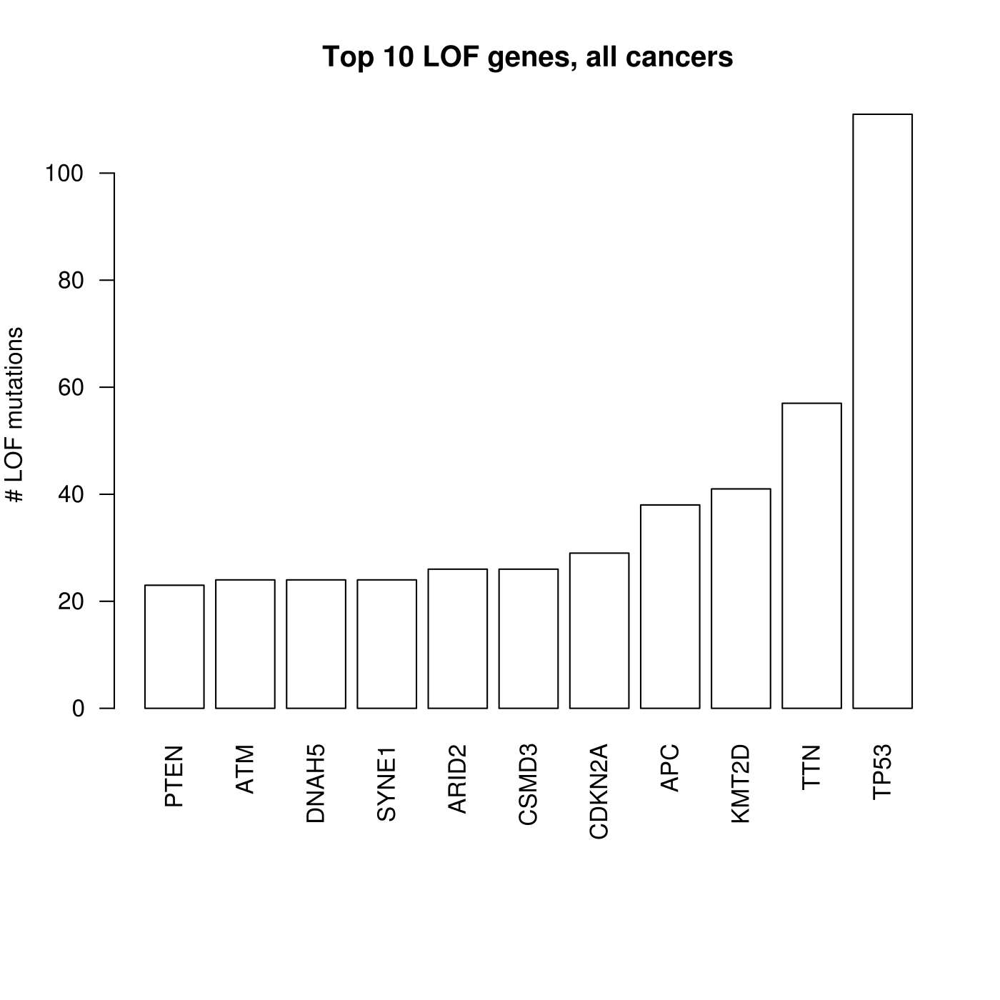 Top 10 LOF genes, all cancers
# LOF mutations
100
80
60
40
20
0
PTEN
ATM
DNAH5
SYNE1
ARID2
CSMD3
CDKN2A
APC
KMT2D
TTN
TP53